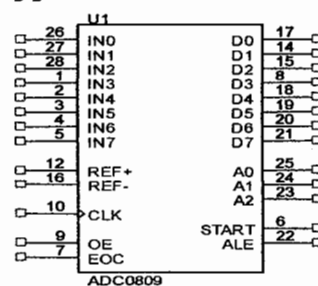 U1
26 IN0 D0 17
27 IN1 D1 14
28 IN2 D2 15
1 IN3 D3 8
2 IN4 D4 18
3 IN5 D5 19
4 IN6 D6 20
5 IN7 D7 21
12 REF+ A0 25
16 REF- A1 24
A2 23
10 CLK
START 6
9 OE ALE 22
7 EOC
ADC0809